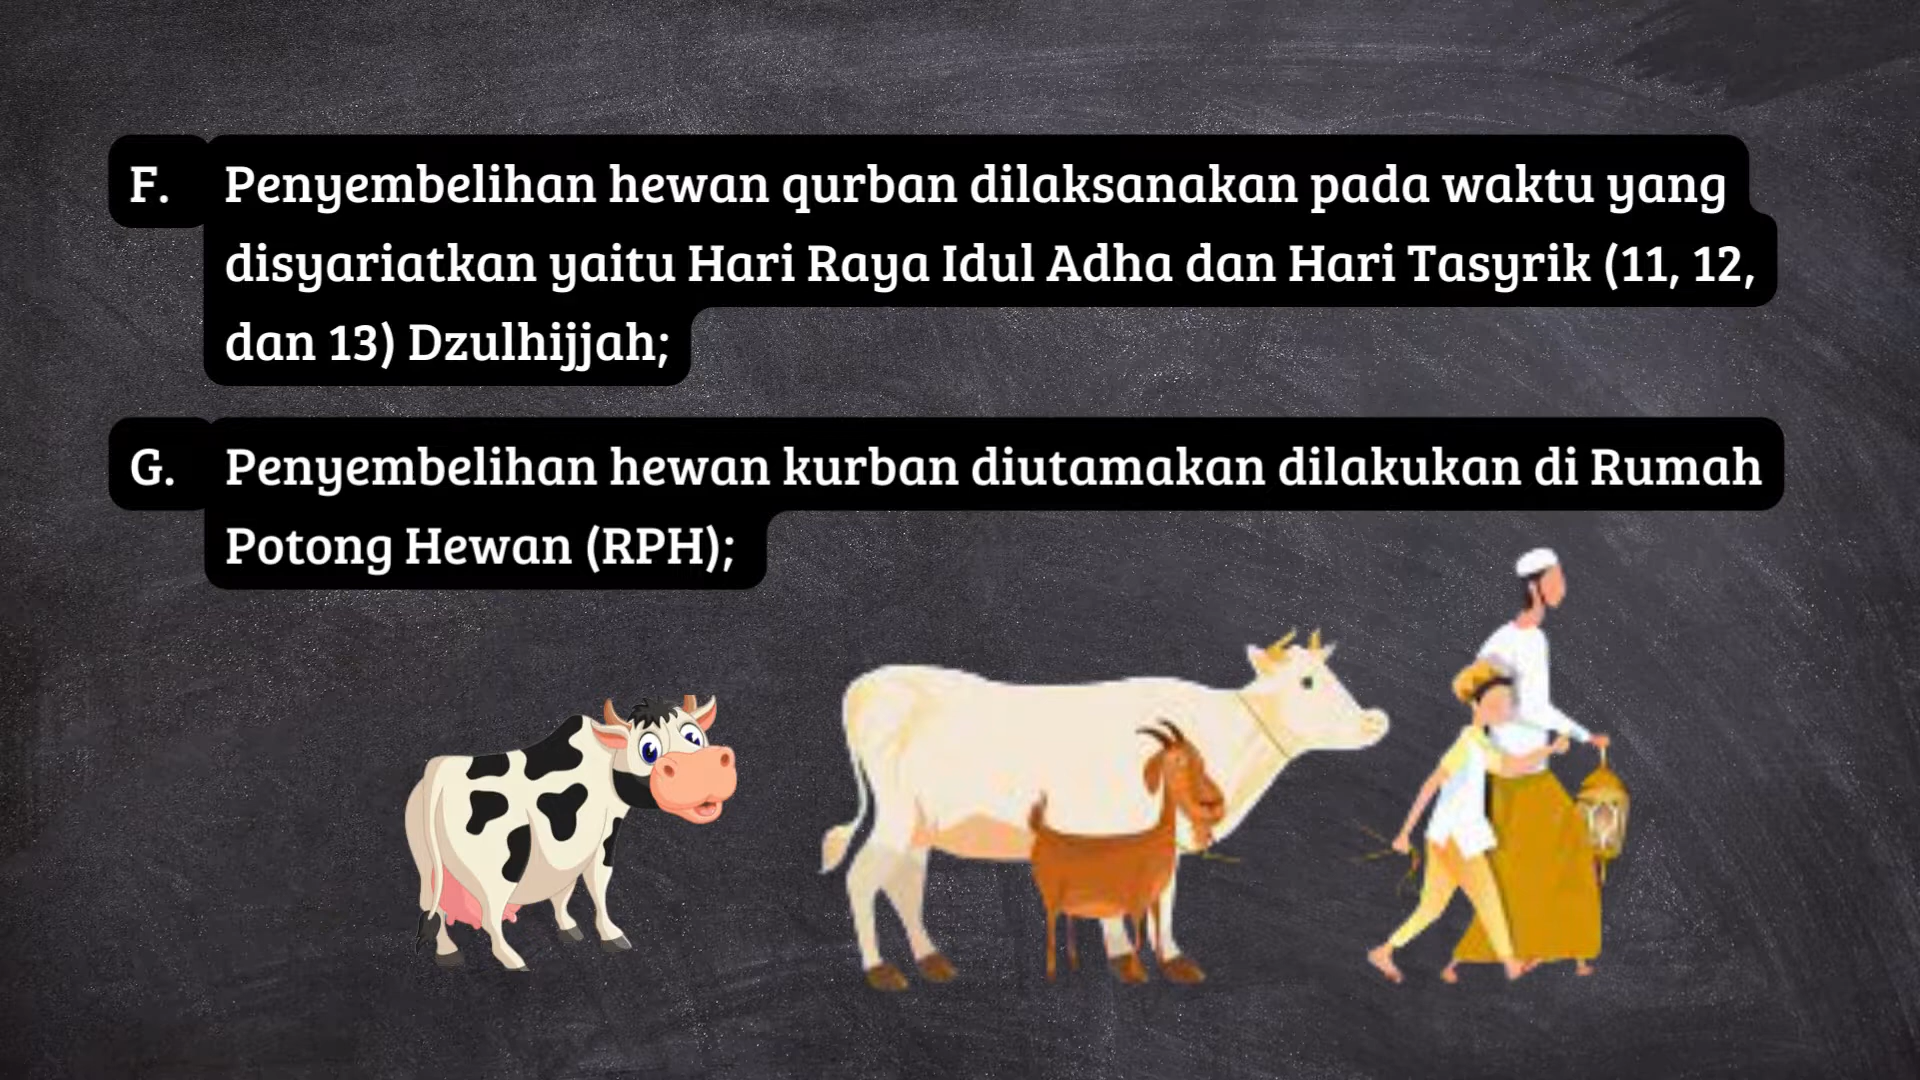 F. Penyembelihan hewan qurban dilaksanakan pada waktu yang
disyariatkan yaitu Hari Raya Idul Adha dan Hari Tasyrik (11, 12,
dan 13) Dzulhijjah;
G. Penyembelihan hewan kurban diutamakan dilakukan di Rumah
Potong Hewan (RPH);